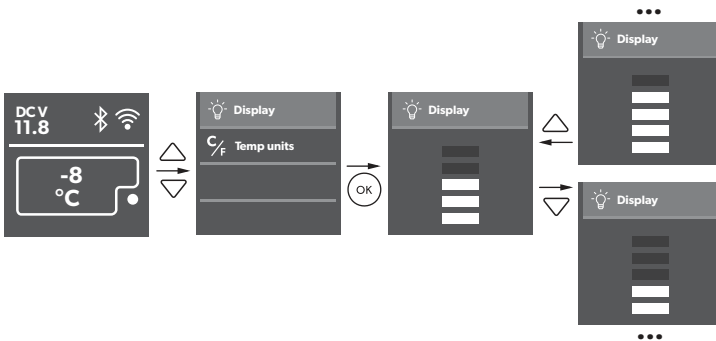 DC V
11.8
-8
°C
Display
C/F Temp units
OK
Display
•••
Display
Display
•••